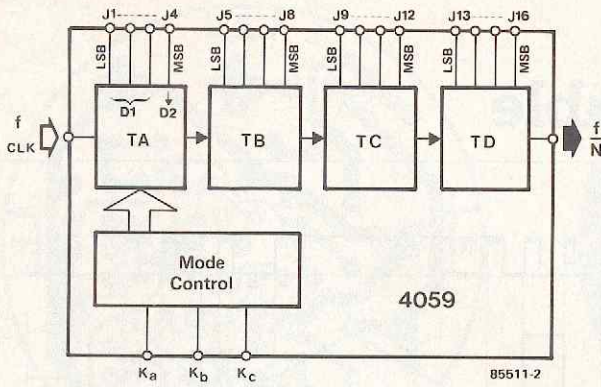 J1 J4 J5 J8 J9 J12 J13 J16
LSB MSB LSB MSB LSB MSB LSB MSB
D1 D2
f
CLK
TA TB TC TD
f
N
Mode
Control
4059
Ka Kb Kc
85511-2